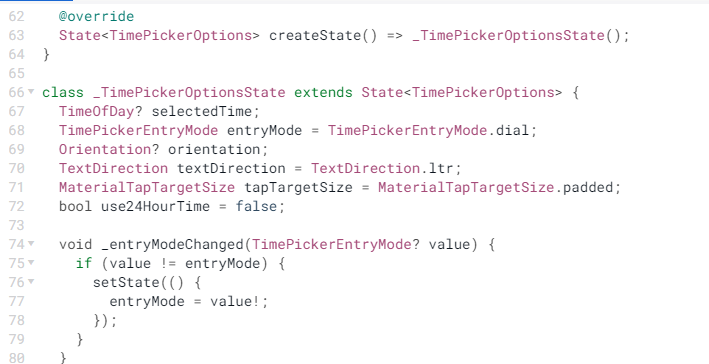 62 @override
63 State<TimePickerOptions> createState() => _TimePickerOptionsState();
64 }
65
66 class _TimePickerOptionsState extends State<TimePickerOptions> {
67 TimeOfDay? selectedTime;
68 TimePickerEntryMode entryMode = TimePickerEntryMode.dial;
69 Orientation? orientation;
70 TextDirection textDirection = TextDirection.ltr;
71 MaterialTapTargetSize tapTargetSize = MaterialTapTargetSize.padded;
72 bool use24HourTime = false;
73
74 void _entryModeChanged(TimePickerEntryMode? value) {
75 if (value != entryMode) {
76 setState(() {
77 entryMode = value!;
78 });
79 }
80 }